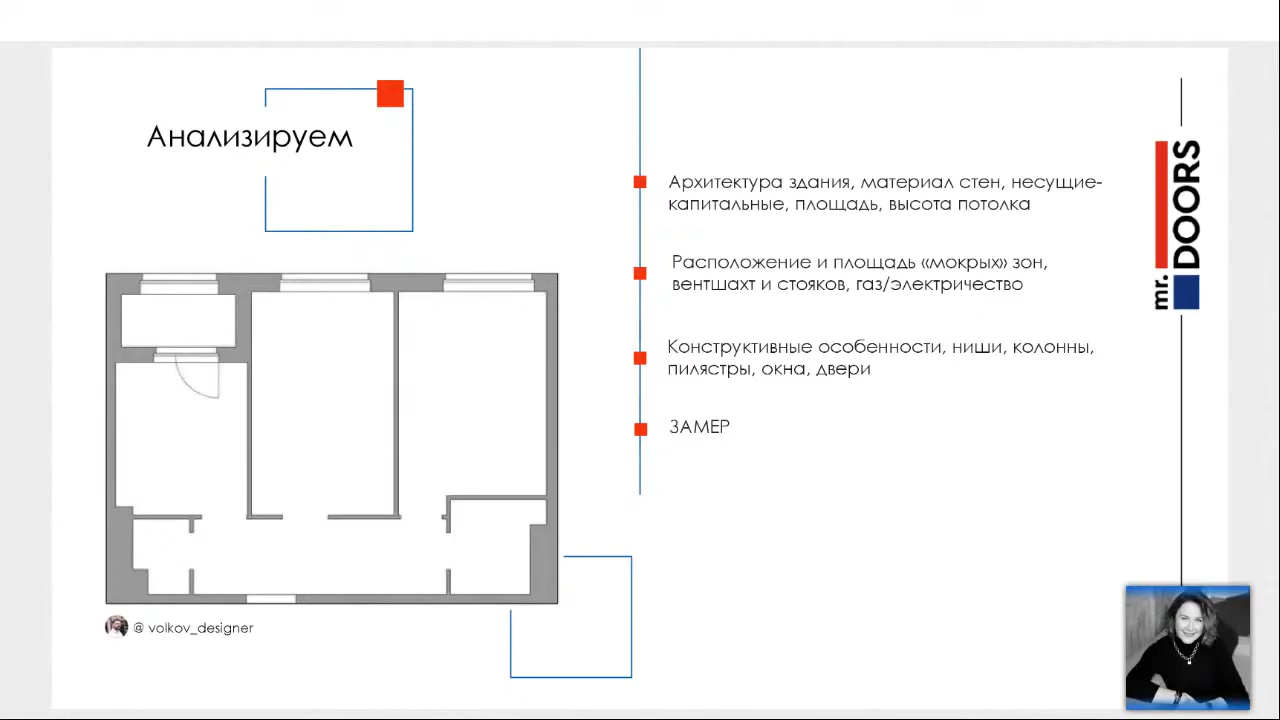 Анализируем
Архитектура здания, материал стен, несущие-
капитальные, площадь, высота потолка
Расположение и площадь «мокрых» зон,
вентшахт и стояков, газ/электричество
Конструктивные особенности, ниши, колонны,
пилястры, окна, двери
ЗАМЕР
@ volkov_designer
mr. DOORS